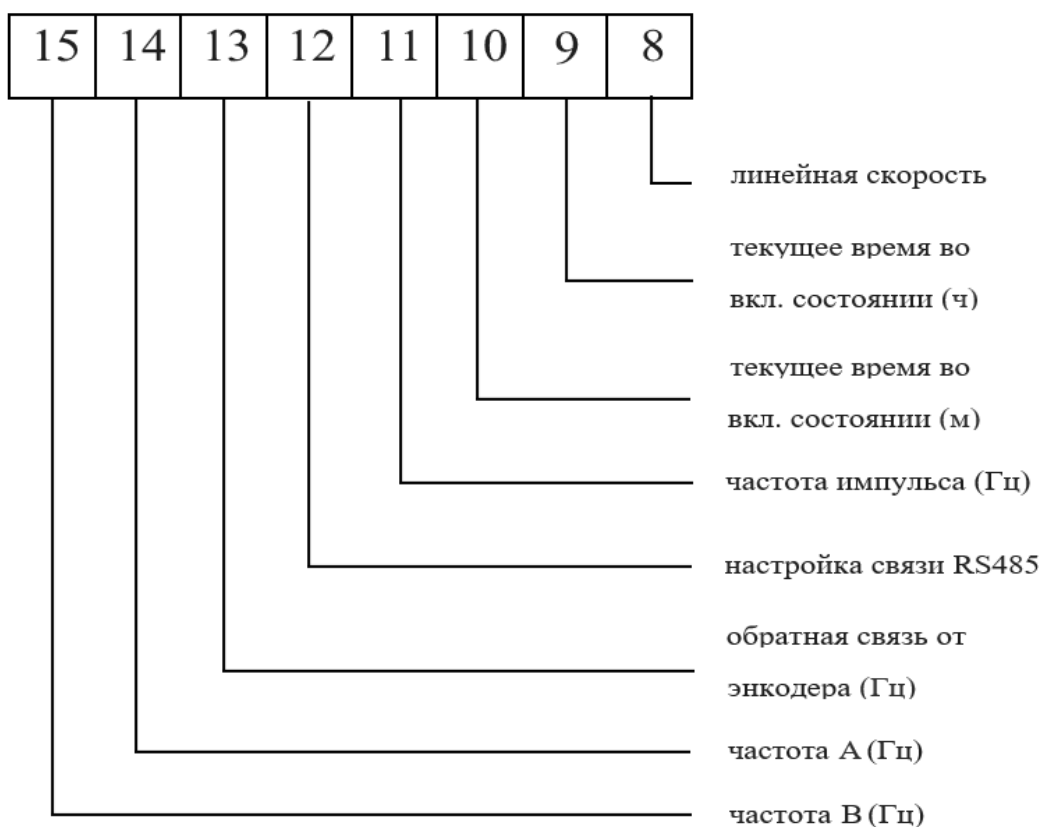 15 14 13 12 11 10 9 8
линейная скорость
текущее время во
вкл. состоянии (ч)
текущее время во
вкл. состоянии (м)
частота импульса (Гц)
настройка связи RS485
обратная связь от
энкодера (Гц)
частота A (Гц)
частота B (Гц)